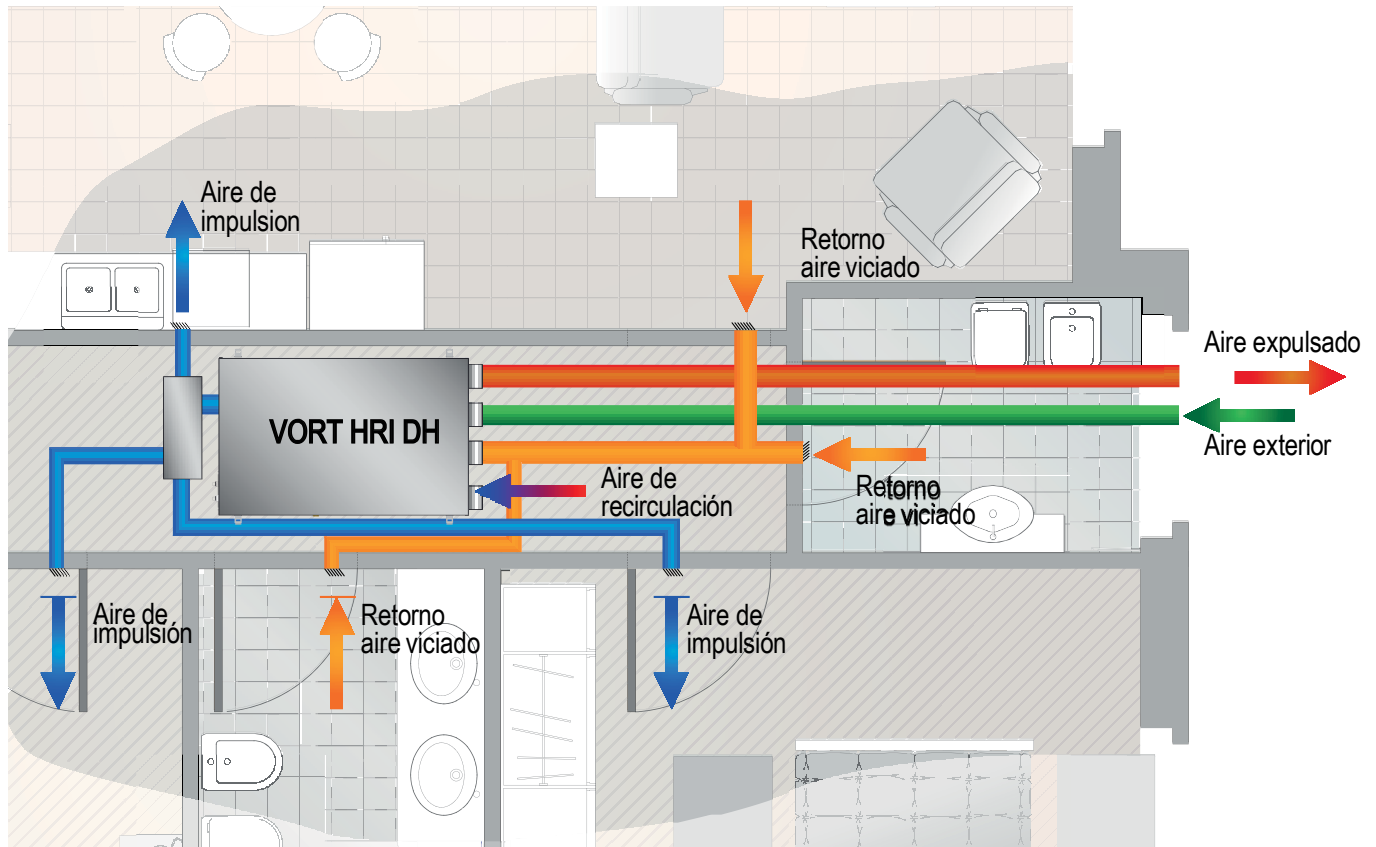 Aire de
impulsion
Retorno
aire viciado
Aire expulsado
VORT HRI DH
Aire exterior
Aire de
recirculación
Retorno
aire viciado
Aire de
impulsión
Retorno
aire viciado
Aire de
impulsión